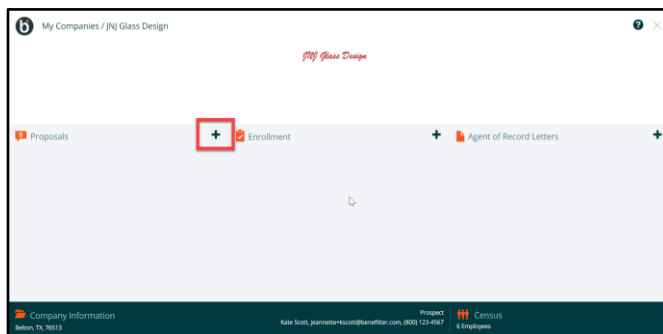 My Companies / JNJ Glass Design
JNJ Glass Design
Proposals
Enrollment
Agent of Record Letters
Company Information
Belton, TX, 76513
Prospect
Kate Scott, jeannette+kscott@benefitter.com, (800) 123-4567
Census
6 Employees